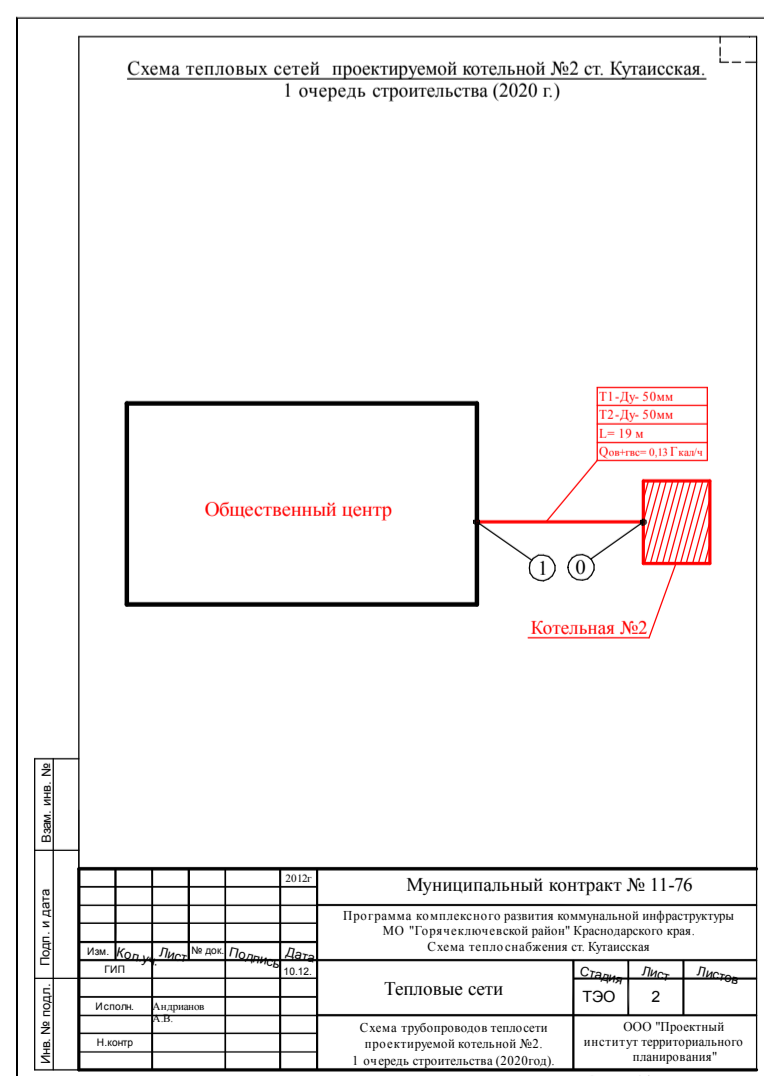 Схема тепловых сетей проектируемой котельной №2 ст. Кутаисская.
1 очередь строительства (2020 г.)
Т1-Ду- 50мм
Т2-Ду- 50мм
L= 19 м
Qов+гвс= 0,13 Гкал/ч
Общественный центр
1
0
Котельная №2
Взам. инв. №
Подп. и дата
Инв. № подл.
2012г
Муниципальный контракт № 11-76
Программа комплексного развития коммунальной инфраструктуры
МО "Горячеключевской район" Краснодарского края.
Схема теплоснабжения ст. Кутаисская
Изм. Кол.уч. Лист № док. Подпись Дата
ГИП 10.12.
Тепловые сети
Стадия Лист Листов
ТЭО 2
Исполн. Андрианов
А.В.
Н.контр
Схема трубопроводов теплосети
проектируемой котельной №2.
1 очередь строительства (2020год).
ООО "Проектный
институт территориального
планирования"